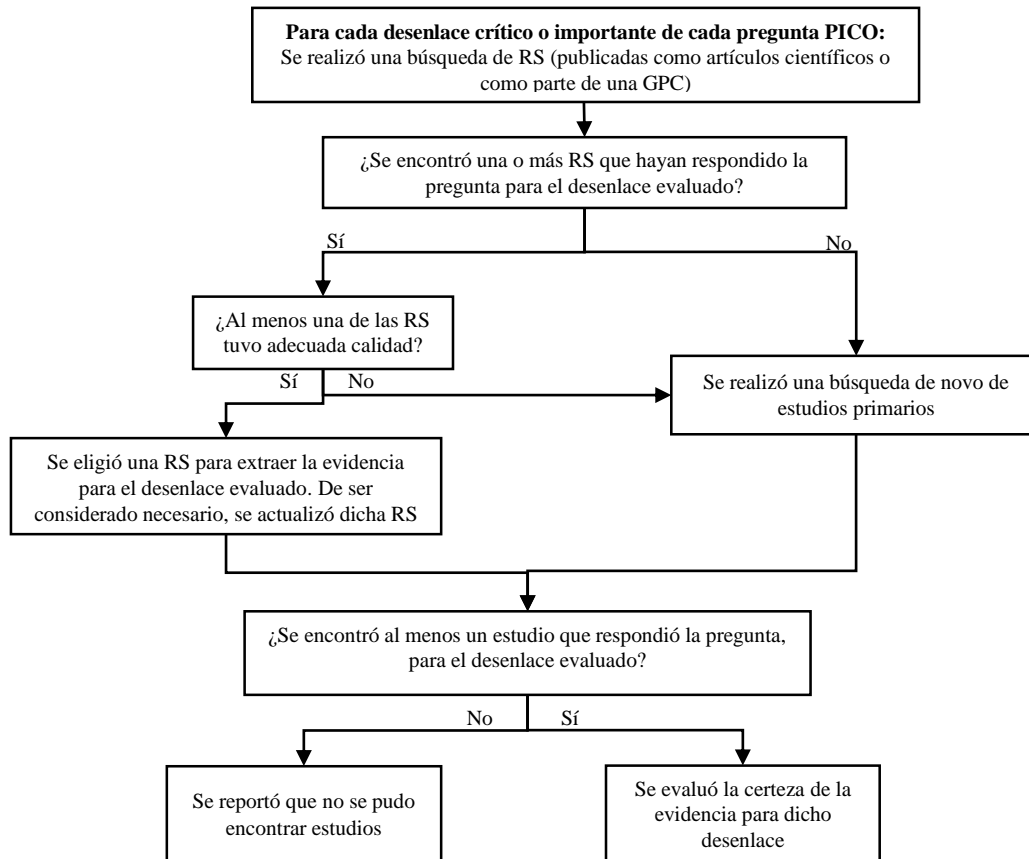 Para cada desenlace crítico o importante de cada pregunta PICO:
Se realizó una búsqueda de RS (publicadas como artículos científicos o
como parte de una GPC)
¿Se encontró una o más RS que hayan respondido la
pregunta para el desenlace evaluado?
Sí
No
¿Al menos una de las RS
tuvo adecuada calidad?
Sí
No
Se realizó una búsqueda de novo de
estudios primarios
Se eligió una RS para extraer la evidencia
para el desenlace evaluado. De ser
considerado necesario, se actualizó dicha RS
¿Se encontró al menos un estudio que respondió la pregunta,
para el desenlace evaluado?
No
Sí
Se reportó que no se pudo
encontrar estudios
Se evaluó la certeza de la
evidencia para dicho
desenlace